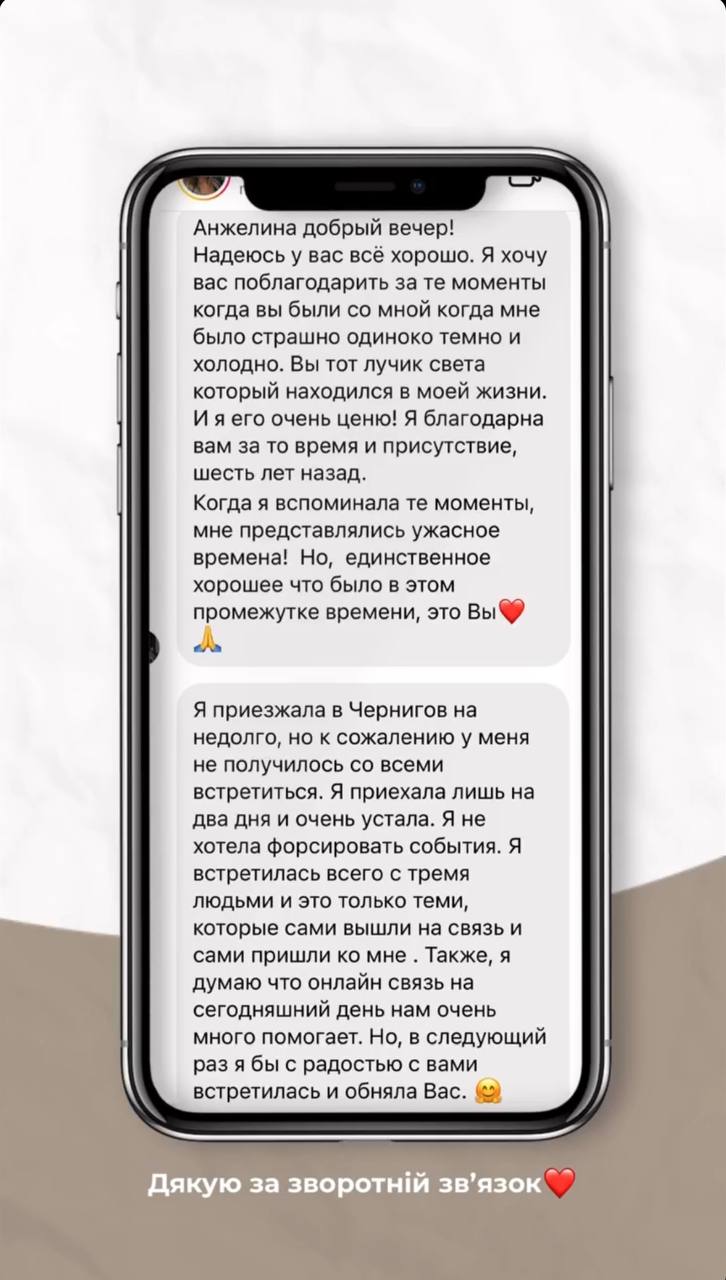 Анжелина добрый вечер!
Надеюсь у вас всё хорошо. Я хочу
вас поблагодарить за те моменты
когда вы были со мной когда мне
было страшно одиноко темно и
холодно. Вы тот лучик света
который находился в моей жизни.
И я его очень ценю! Я благодарна
вам за то время и присутствие,
шесть лет назад.
Когда я вспоминала те моменты,
мне представлялись ужасное
времена!  Но,  единственное
хорошее что было в этом
промежутке времени, это Вы❤️
🙏
Я приезжала в Чернигов на
недолго, но к сожалению у меня
не получилось со всеми
встретиться. Я приехала лишь на
два дня и очень устала. Я не
хотела форсировать события. Я
встретилась всего с тремя
людьми и это только теми,
которые сами вышли на связь и
сами пришли ко мне . Также, я
думаю что онлайн связь на
сегодняшний день нам очень
много помогает. Но, в следующий
раз я бы с радостью с вами
встретилась и обняла Вас. 🤗
Дякую за зворотній зв’язок❤️